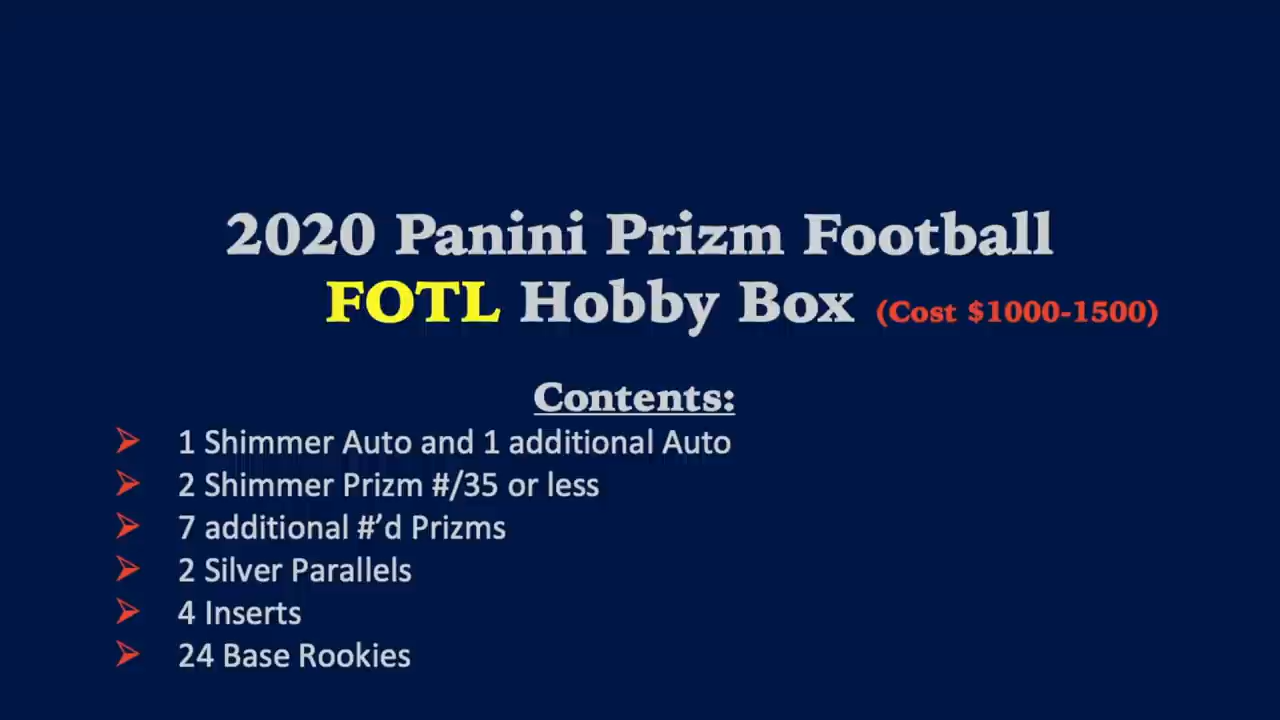 2020 Panini Prizm Football
FOTL Hobby Box (Cost $1000-1500)
Contents:
1 Shimmer Auto and 1 additional Auto
2 Shimmer Prizm #/35 or less
7 additional #’d Prizms
2 Silver Parallels
4 Inserts
24 Base Rookies